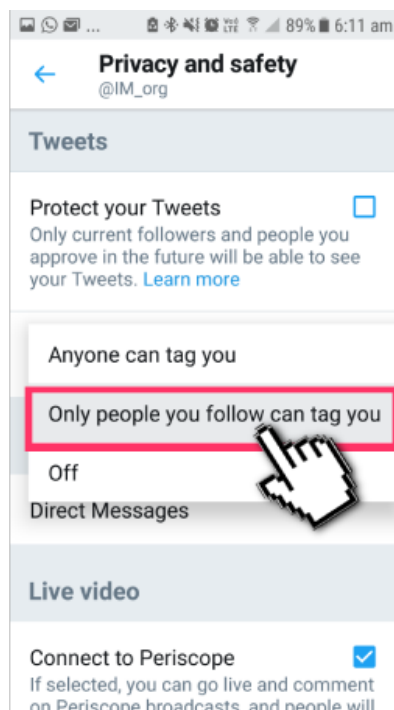 ... 89% 6:11 am
Privacy and safety
@IM_org
Tweets
Protect your Tweets
Only current followers and people you
approve in the future will be able to see
your Tweets. Learn more
Anyone can tag you
Only people you follow can tag you
Off
Direct Messages
Live video
Connect to Periscope
If selected, you can go live and comment
on Periscope broadcasts, and people will